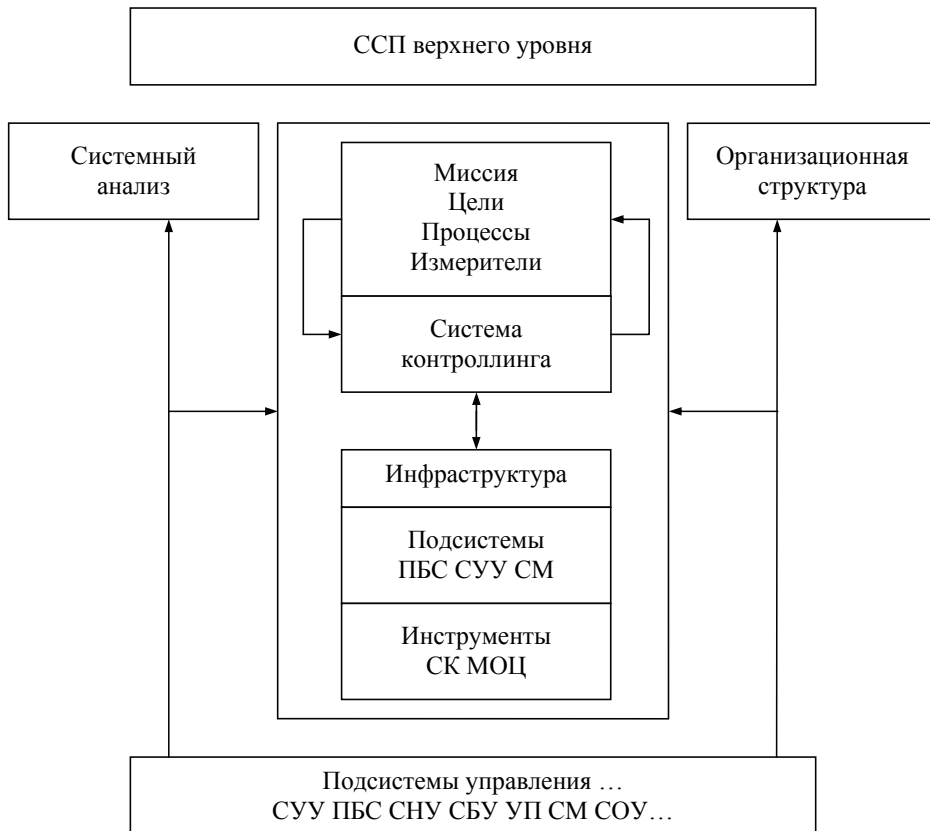 ССП верхнего уровня
Системный
анализ
Миссия
Цели
Процессы
Измерители
Организационная
структура
Система
контроллинга
Инфраструктура
Подсистемы
ПБС СУУ СМ
Инструменты
СК МОЦ
Подсистемы управления …
СУУ ПБС СНУ СБУ УП СМ СОУ…